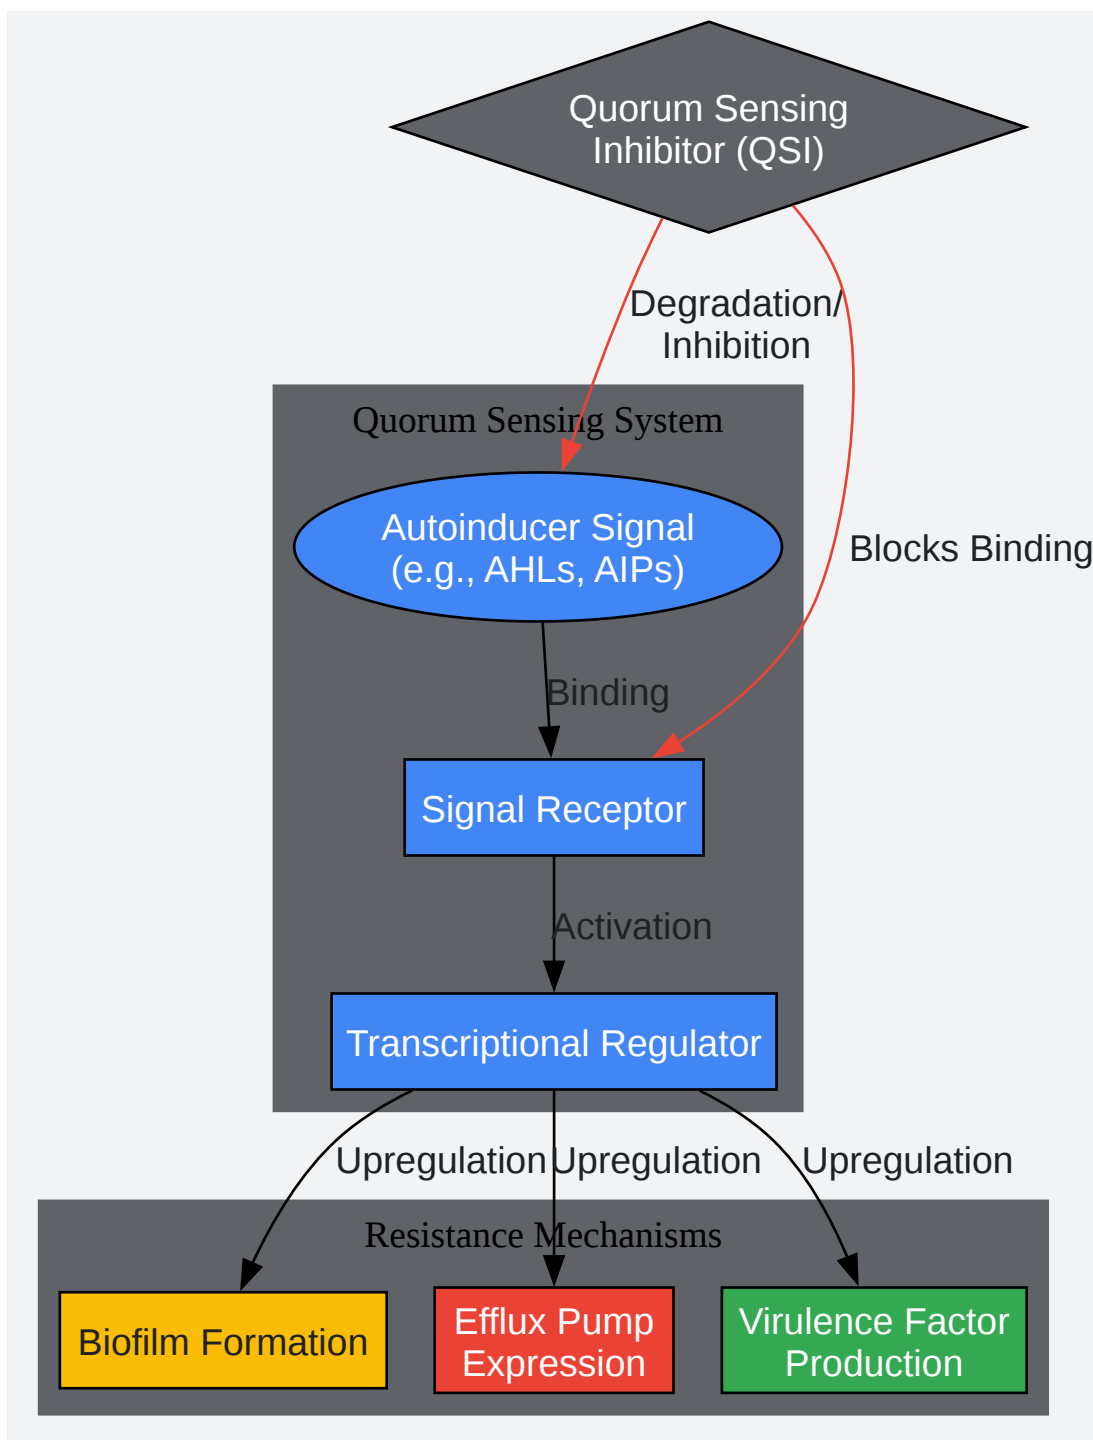 Quorum Sensing
Inhibitor (QSI)
Degradation/
Inhibition
Quorum Sensing System
Autoinducer Signal
(e.g., AHLs, AIPs)
Blocks Binding
Binding
Signal Receptor
Activation
Transcriptional Regulator
Upregulation
Upregulation
Upregulation
Resistance Mechanisms
Biofilm Formation
Efflux Pump
Expression
Virulence Factor
Production